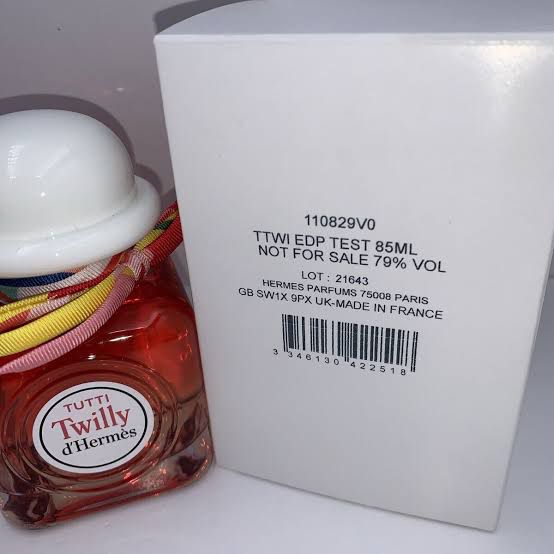 110829V0
TTWI EDP TEST 85ML
NOT FOR SALE 79% VOL
LOT : 21643
HERMES PARFUMS 75008 PARIS
GB SW1X 9PX UK-MADE IN FRANCE
3 346130 422518
TUTTI
Twilly
d'Hermès